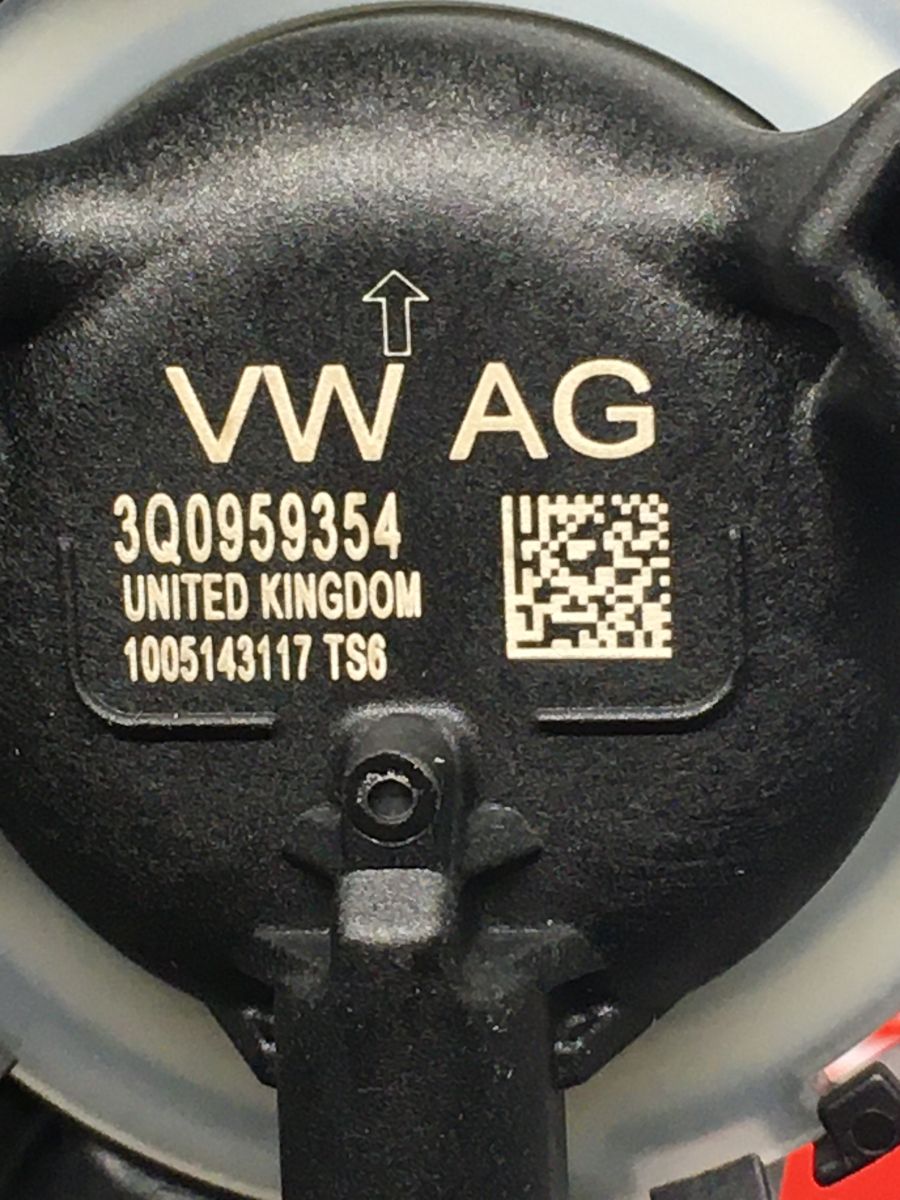 VW AG
3Q0959354
UNITED KINGDOM
1005143117 TS6